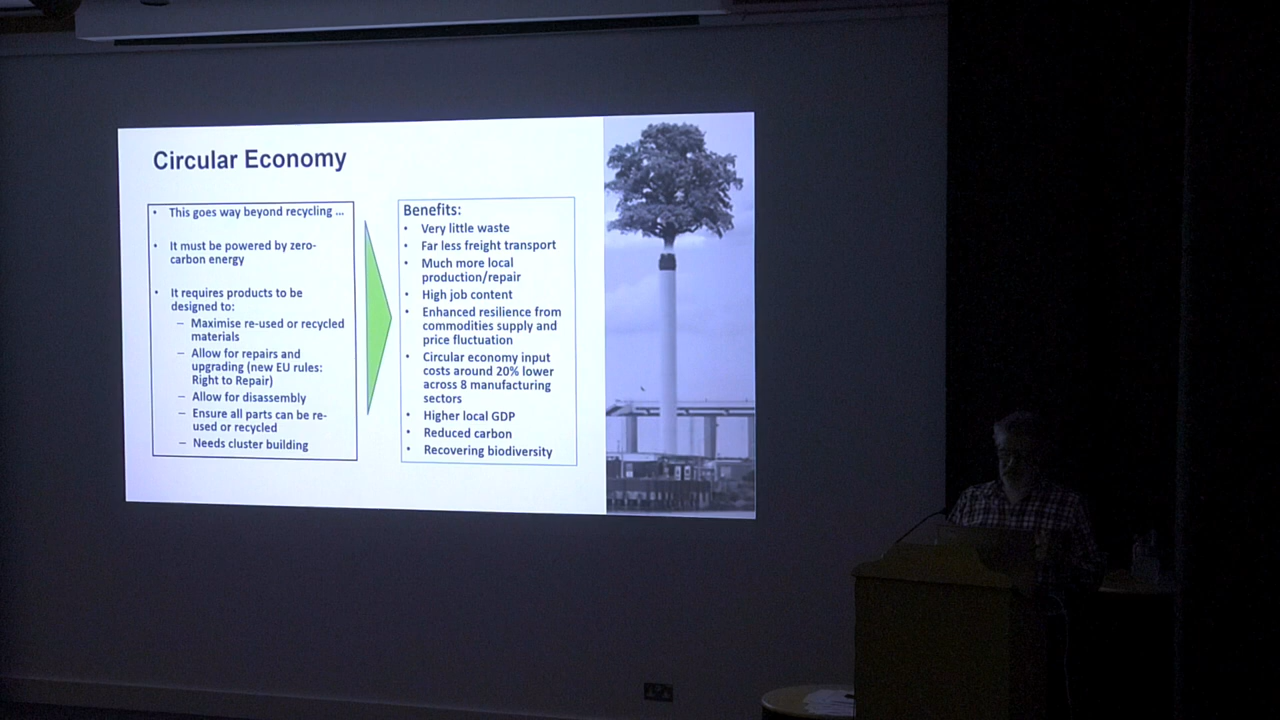 Circular Economy
• This goes way beyond recycling ...
• It must be powered by zero-
carbon energy
• It requires products to be
designed to:
– Maximise re-used or recycled
materials
– Allow for repairs and
upgrading (new EU rules:
Right to Repair)
– Allow for disassembly
– Ensure all parts can be re-
used or recycled
– Needs cluster building
Benefits:
• Very little waste
• Far less freight transport
• Much more local
production/repair
• High job content
• Enhanced resilience from
commodities supply and
price fluctuation
• Circular economy input
costs around 20% lower
across 8 manufacturing
sectors
• Higher local GDP
• Reduced carbon
• Recovering biodiversity